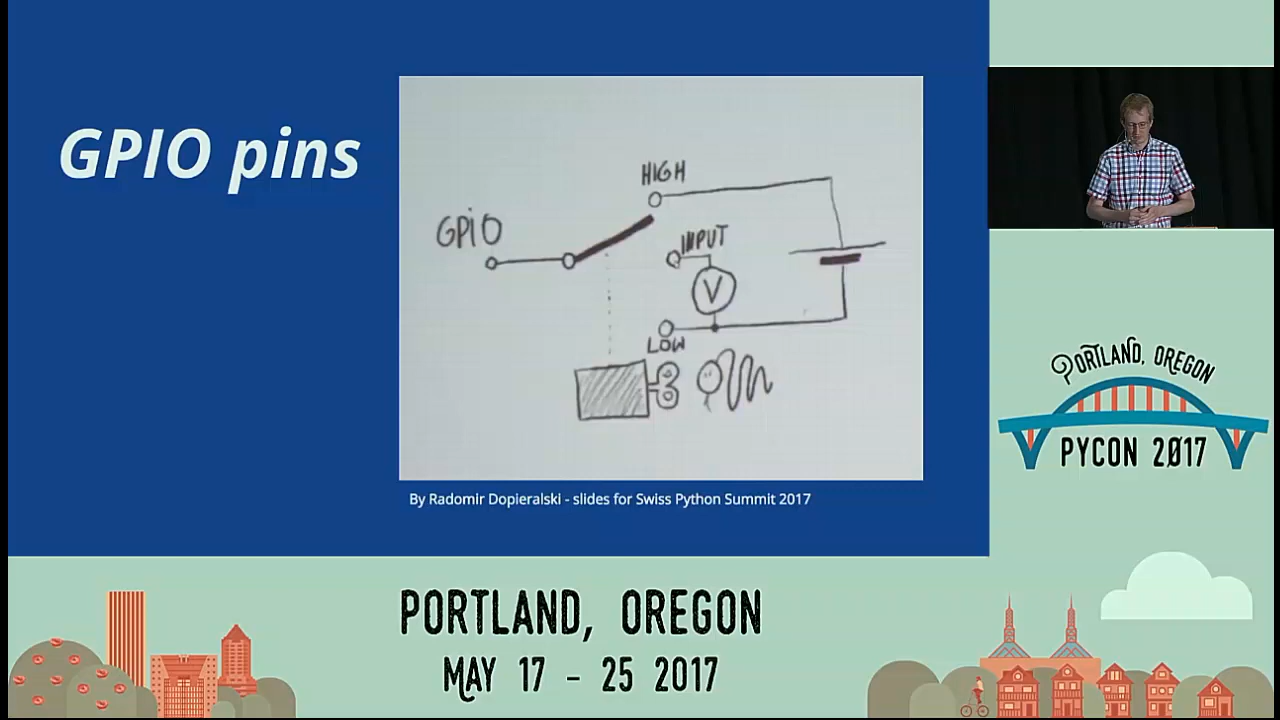 GPIO pins
HIGH
GPIO
INPUT
V
LOW
By Radomir Dopieralski - slides for Swiss Python Summit 2017
PORTLAND, OREGON
PYCON 2017
PORTLAND, OREGON
MAY 17 - 25 2017